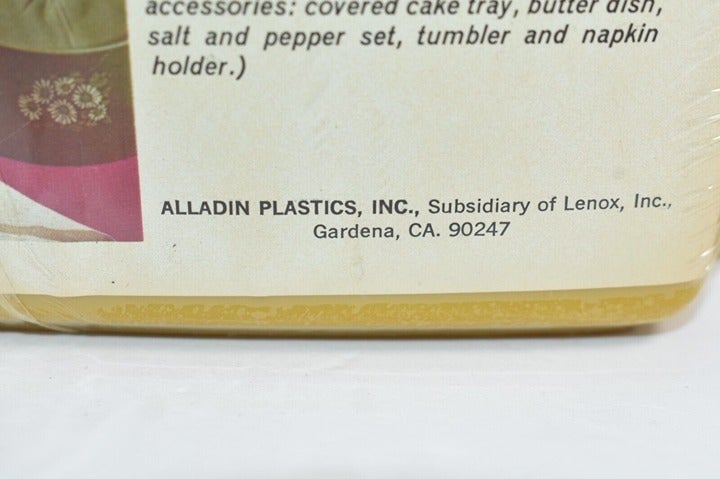 accessories: covered cake tray, butter dish,
salt and pepper set, tumbler and napkin
holder.)
ALLADIN PLASTICS, INC., Subsidiary of Lenox, Inc.,
Gardena, CA. 90247